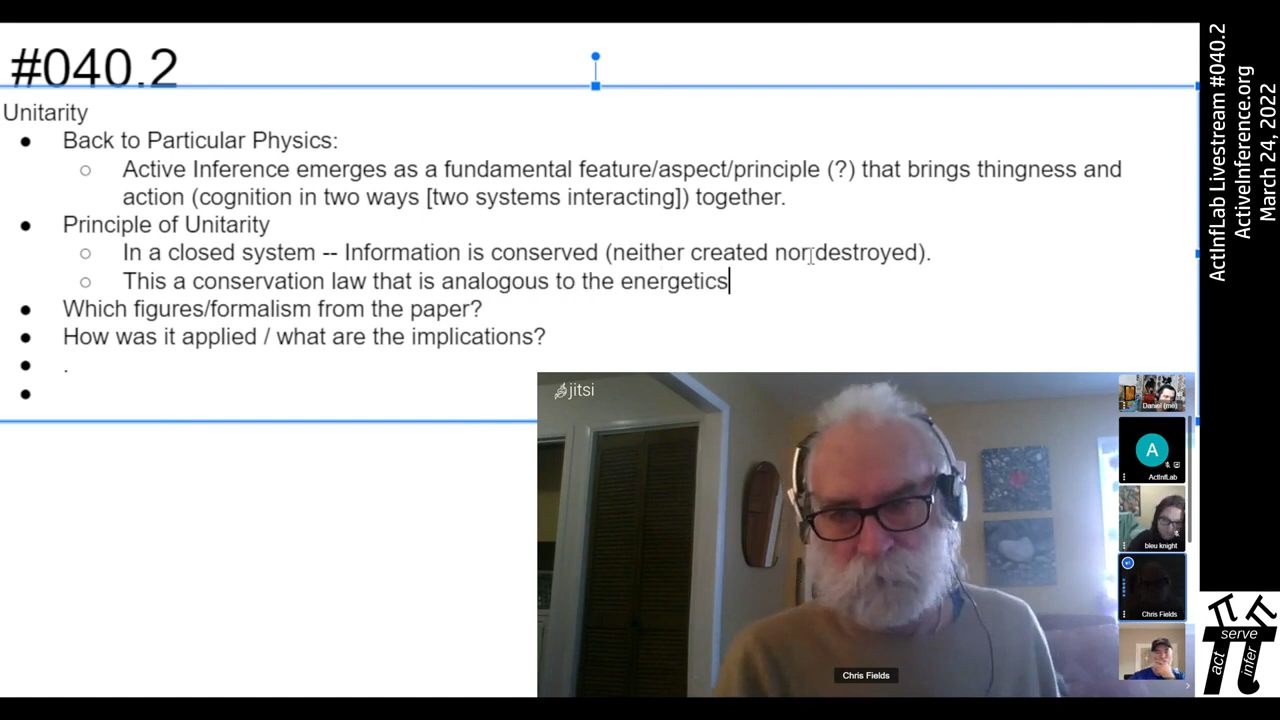 #040.2
Unitarity
● Back to Particular Physics:
○ Active Inference emerges as a fundamental feature/aspect/principle (?) that brings thingness and
action (cognition in two ways [two systems interacting]) together.
● Principle of Unitarity
○ In a closed system -- Information is conserved (neither created nor destroyed).
○ This a conservation law that is analogous to the energetics
● Which figures/formalism from the paper?
● How was it applied / what are the implications?
● .
●
jitsi
Daniel (me)
A
ActInfLab
bleu knight
Chris Fields
Chris Fields
ActInfLab Livestream #040.2
ActiveInference.org
March 24, 2022
π π
serve
act
infer